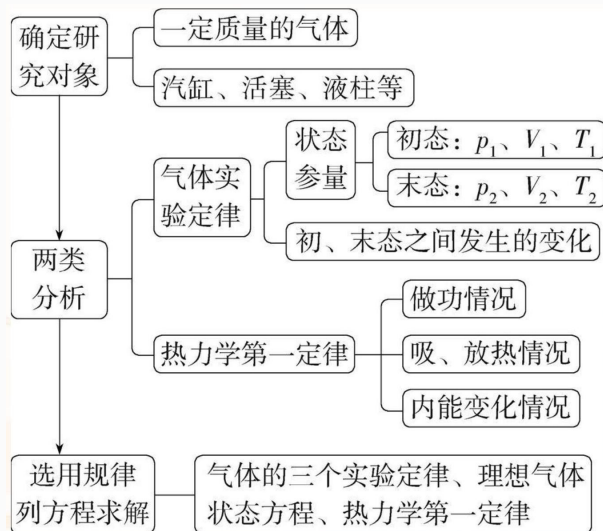 确定研
究对象
一定质量的气体
汽缸、活塞、液柱等
两类
分析
气体实
验定律
状态
参量
初态：p₁、V₁、T₁
末态：p₂、V₂、T₂
初、末态之间发生的变化
热力学第一定律
做功情况
吸、放热情况
内能变化情况
选用规律
列方程求解
气体的三个实验定律、理想气体
状态方程、热力学第一定律